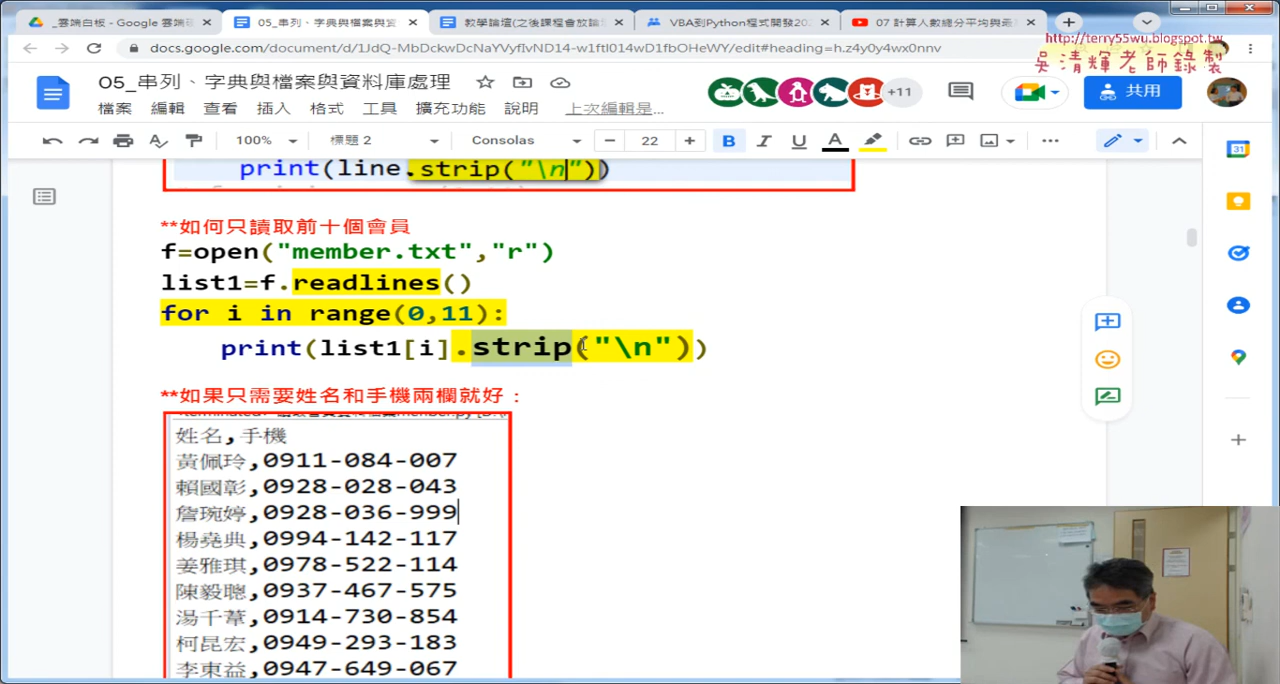 _雲端白板 - Google 雲端硬
05_串列、字典與檔案與資
教學論壇(之後課程會放論壇
VBA到Python程式開發202
07 計算人數總分平均與最
docs.google.com/document/d/1JdQ-MbDckwDcNaYVyfIvND14-w1ftI014wD1fbOHeWY/edit#heading=h.z4y0y4wx0nnv
http://terry55wu.blogspot.tw
吳清輝老師錄製
05_串列、字典與檔案與資料庫處理
檔案 編輯 查看 插入 格式 工具 擴充功能 說明 上次編輯是...
+11
共用
100% 標題 2 Consolas 22 B I U A
31
print(line.strip("\n"))
**如何只讀取前十個會員
f=open("member.txt","r")
list1=f.readlines()
for i in range(0,11):
print(list1[i].strip("\n"))
**如果只需要姓名和手機兩欄就好：
姓名,手機
黃佩玲,0911-084-007
賴國彰,0928-028-043
詹琬婷,0928-036-999
楊堯典,0994-142-117
姜雅琪,0978-522-114
陳毅聰,0937-467-575
湯千葦,0914-730-854
柯昆宏,0949-293-183
李東益,0947-649-067